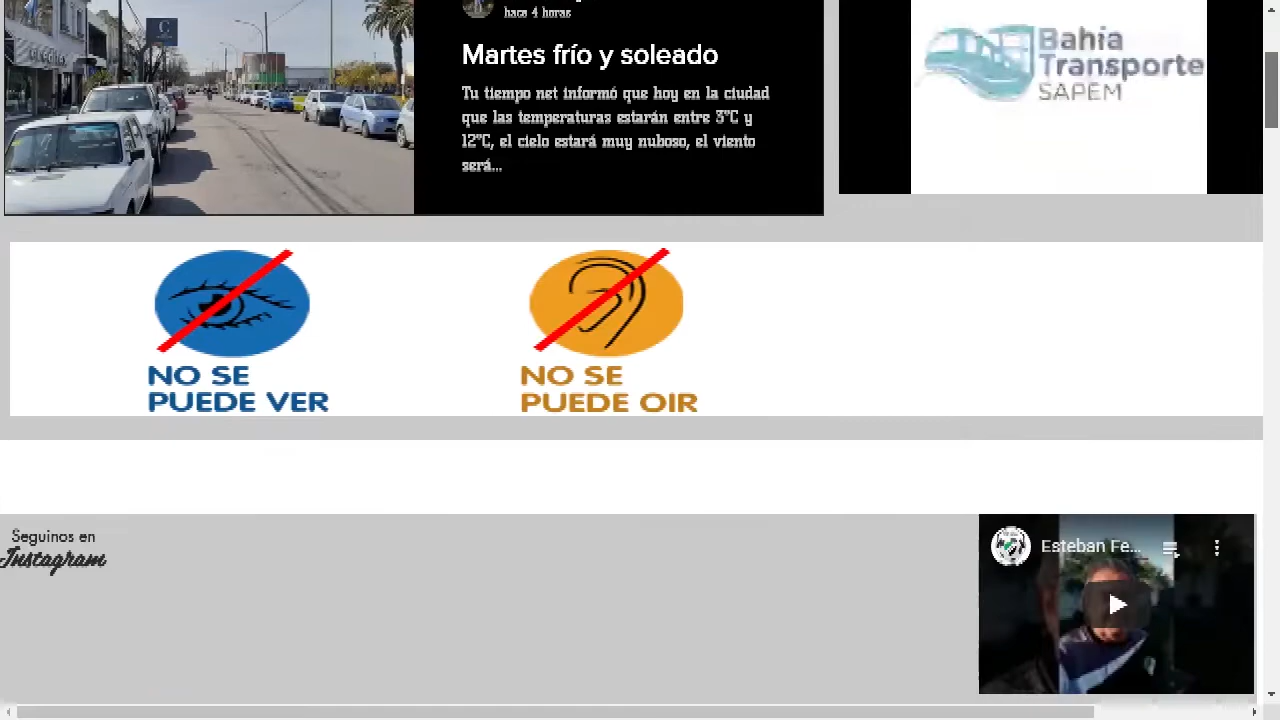 hace 4 horas
Martes frío y soleado
Tu tiempo net informó que hoy en la ciudad
que las temperaturas estarán entre 3°C y
12°C, el cielo estará muy nuboso, el viento
será...
Bahia
Transporte
SAPEM
NO SE
PUEDE VER
NO SE
PUEDE OIR
Seguinos en
Instagram
Esteban Fe...